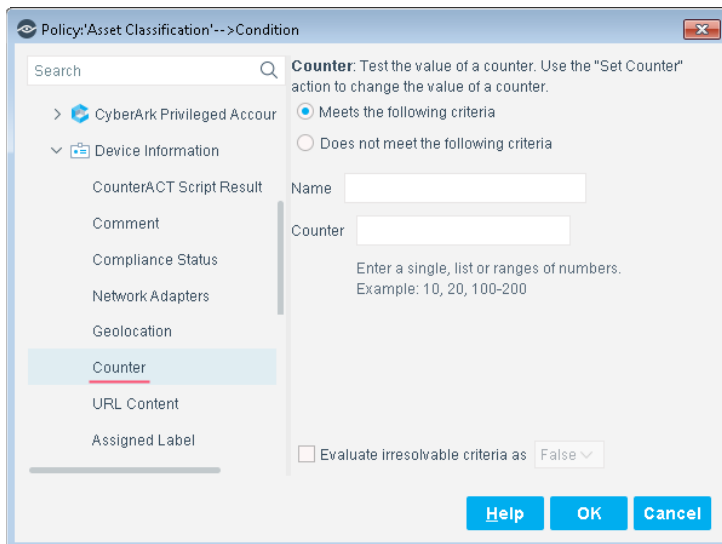 Policy:'Asset Classification'-->Condition
Search
CyberArk Privileged Accour
Device Information
CounterACT Script Result
Comment
Compliance Status
Network Adapters
Geolocation
Counter
URL Content
Assigned Label
Counter: Test the value of a counter. Use the "Set Counter"
action to change the value of a counter.
Meets the following criteria
Does not meet the following criteria
Name
Counter
Enter a single, list or ranges of numbers.
Example: 10, 20, 100-200
Evaluate irresolvable criteria as False
Help OK Cancel